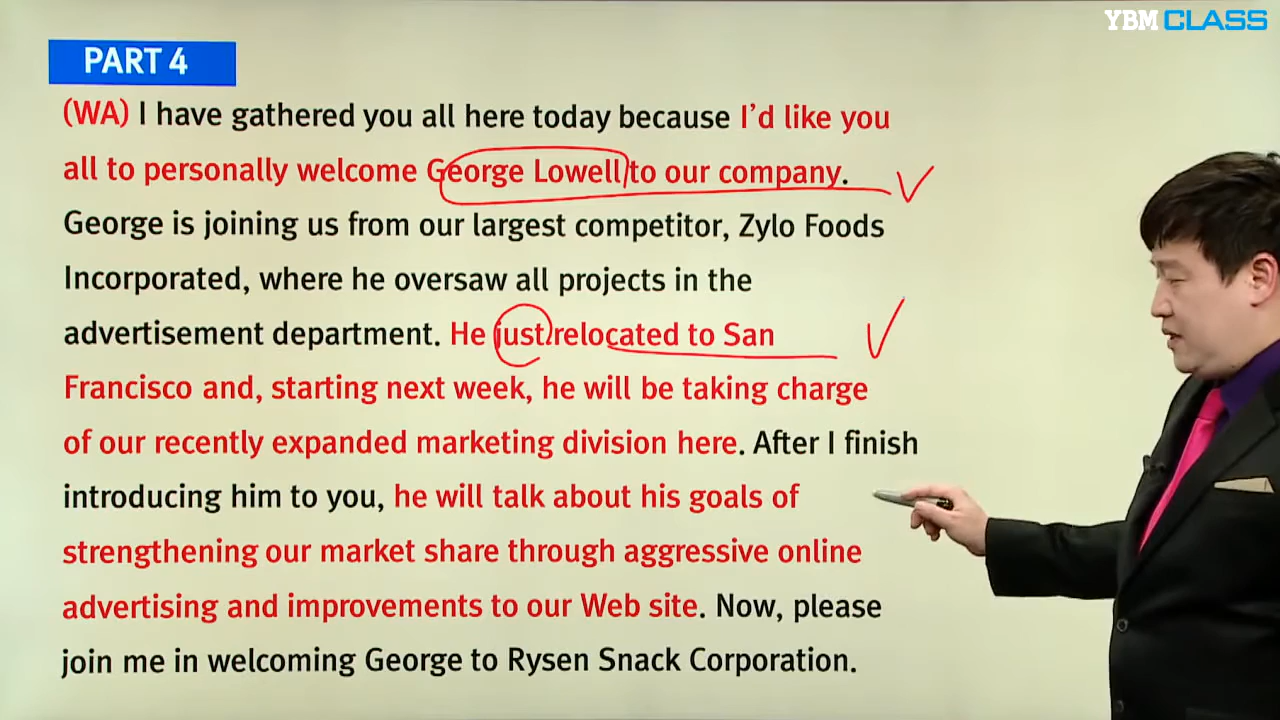 YBM CLASS
PART 4
(WA) I have gathered you all here today because I'd like you
all to personally welcome George Lowell to our company.
George is joining us from our largest competitor, Zylo Foods
Incorporated, where he oversaw all projects in the
advertisement department. He just relocated to San
Francisco and, starting next week, he will be taking charge
of our recently expanded marketing division here. After I finish
introducing him to you, he will talk about his goals of
strengthening our market share through aggressive online
advertising and improvements to our Web site. Now, please
join me in welcoming George to Rysen Snack Corporation.